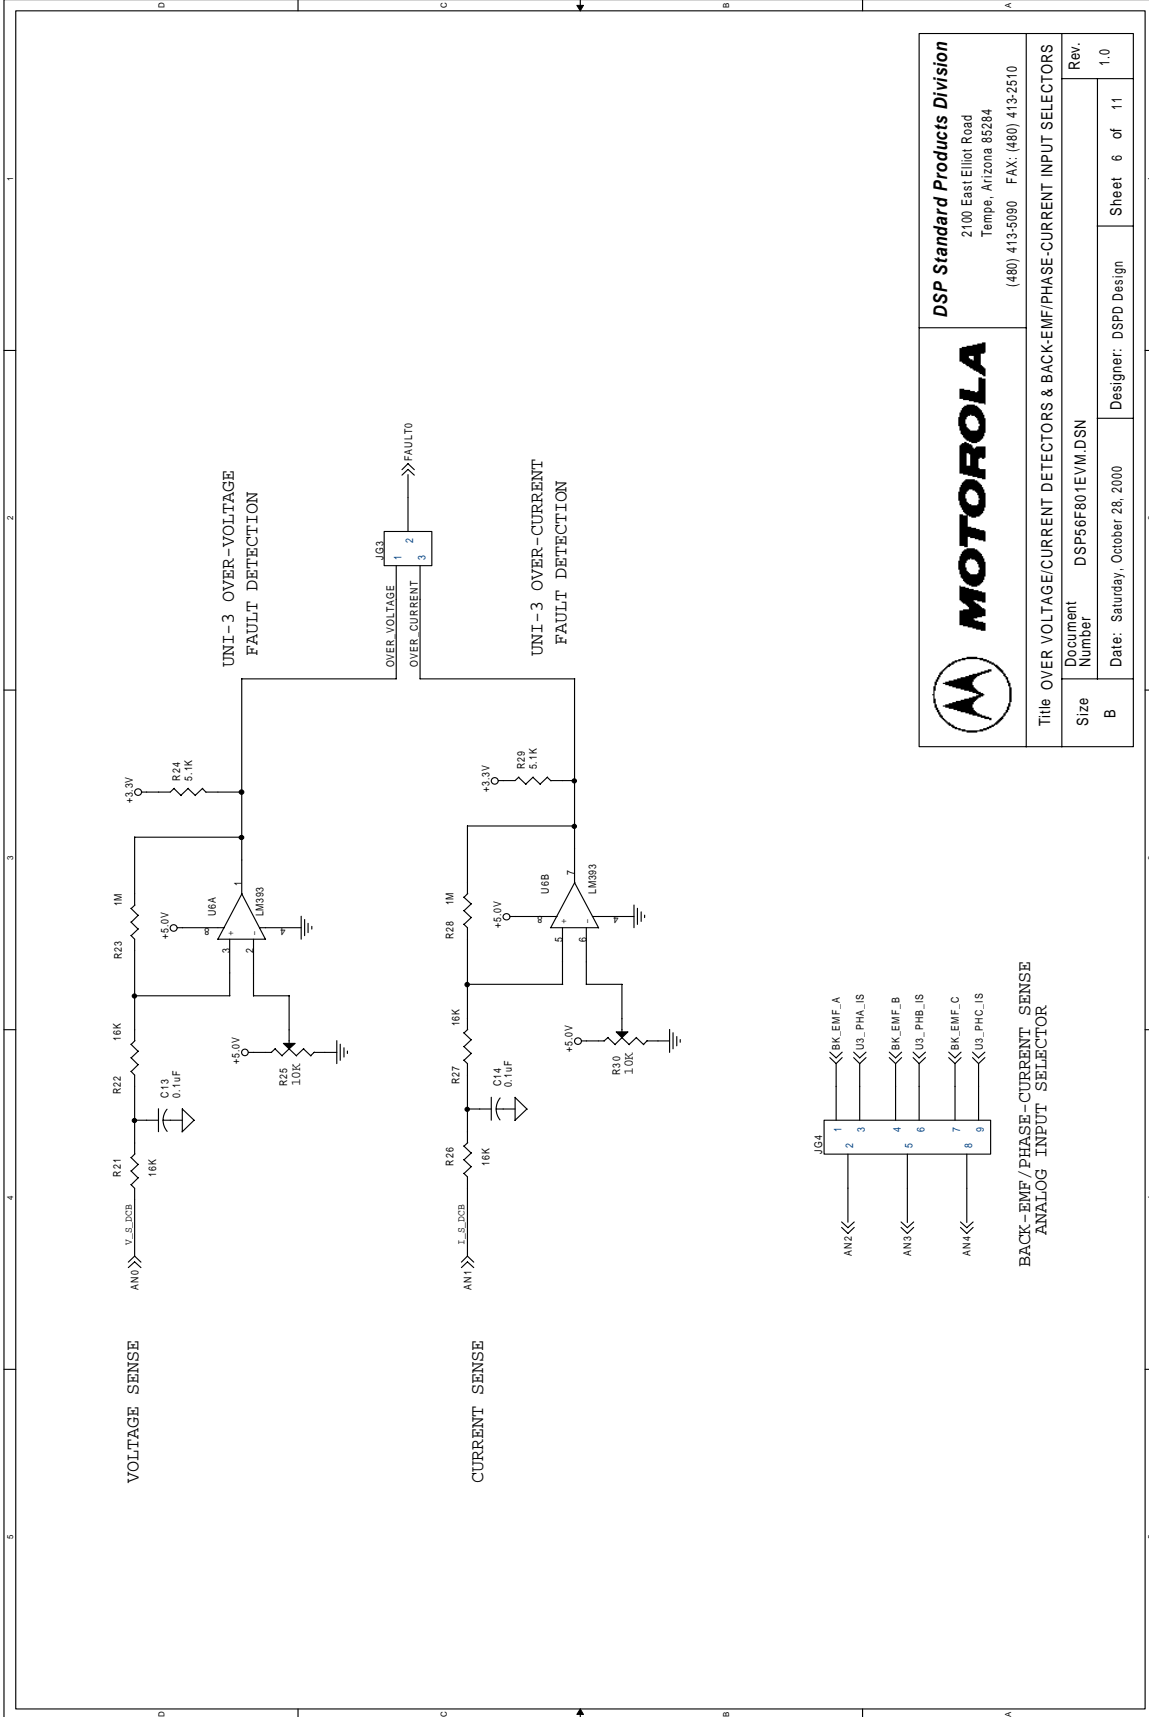 5
4
3
2
1
D
D
C
C
B
B
A
A
VOLTAGE SENSE
AN0
V_S_DCB
R21
16K
C13
0.1uF
R22
16K
R23
1M
+5.0V
R25
10K
+5.0V
U6A
LM393
3
2
8
4
1
+
-
+3.3V
R24
5.1K
UNI-3 OVER-VOLTAGE
FAULT DETECTION
OVER_VOLTAGE
OVER_CURRENT
JG3
1
2
3
FAULT0
CURRENT SENSE
AN1
I_S_DCB
R26
16K
C14
0.1uF
R27
16K
R28
1M
+5.0V
R30
10K
+5.0V
U6B
LM393
5
6
8
4
7
+
-
+3.3V
R29
5.1K
UNI-3 OVER-CURRENT
FAULT DETECTION
JG4
AN2
AN3
AN4
1
2
3
4
5
6
7
8
9
BK_EMF_A
U3_PHA_IS
BK_EMF_B
U3_PHB_IS
BK_EMF_C
U3_PHC_IS
BACK-EMF/PHASE-CURRENT SENSE
ANALOG INPUT SELECTOR
MOTOROLA
DSP Standard Products Division
2100 East Elliot Road
Tempe, Arizona 85284
(480) 413-5090 FAX: (480) 413-2510
Title OVER VOLTAGE/CURRENT DETECTORS & BACK-EMF/PHASE-CURRENT INPUT SELECTORS
Size
B
Document
Number
DSP56F801EVM.DSN
Rev.
1.0
Date: Saturday, October 28, 2000
Designer: DSPD Design
Sheet 6 of 11